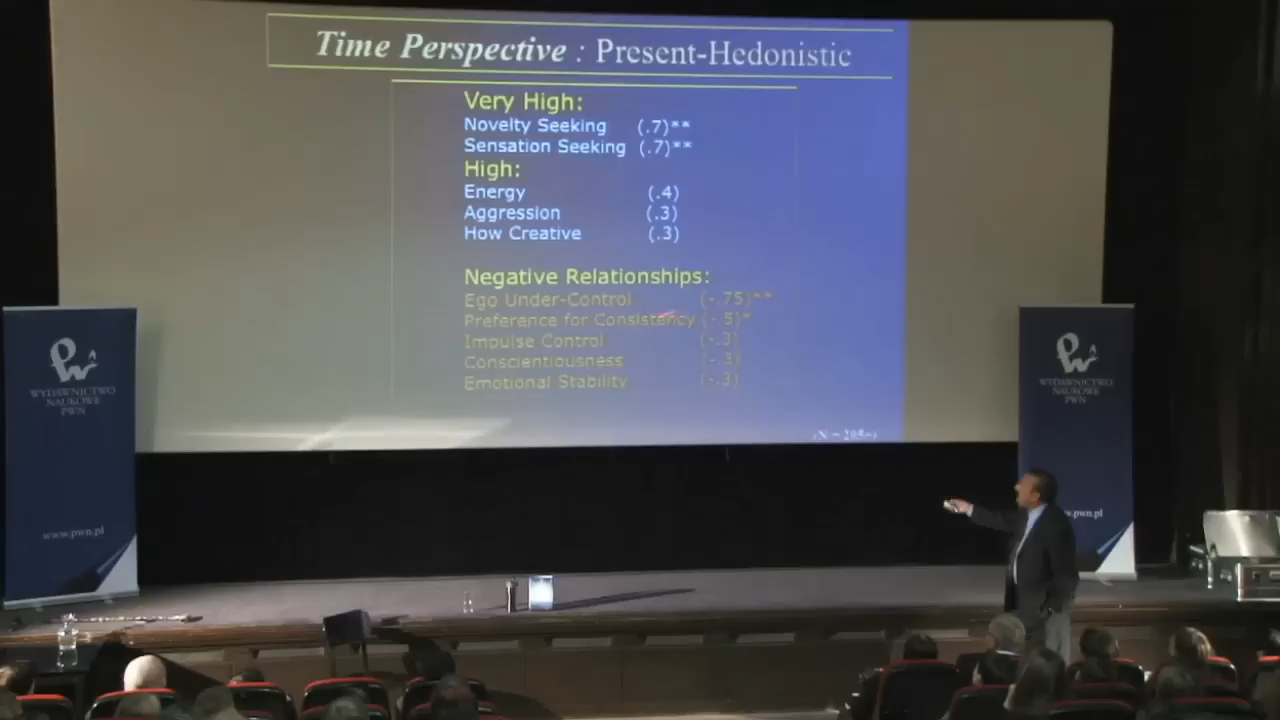 Time Perspective : Present-Hedonistic
Very High:
Novelty Seeking (.7)**
Sensation Seeking (.7)**
High:
Energy (.4)
Aggression (.3)
How Creative (.3)
Negative Relationships:
Ego Under-Control (-.75)**
Preference for Consistency (-.5)*
Impulse Control (-.3)
Conscientiousness (-.3)
Emotional Stability (-.3)
WYDAWNICTWO
NAUKOWE
PWN
www.pwn.pl
WYDAWNICTWO
NAUKOWE
PWN
pwn.pl